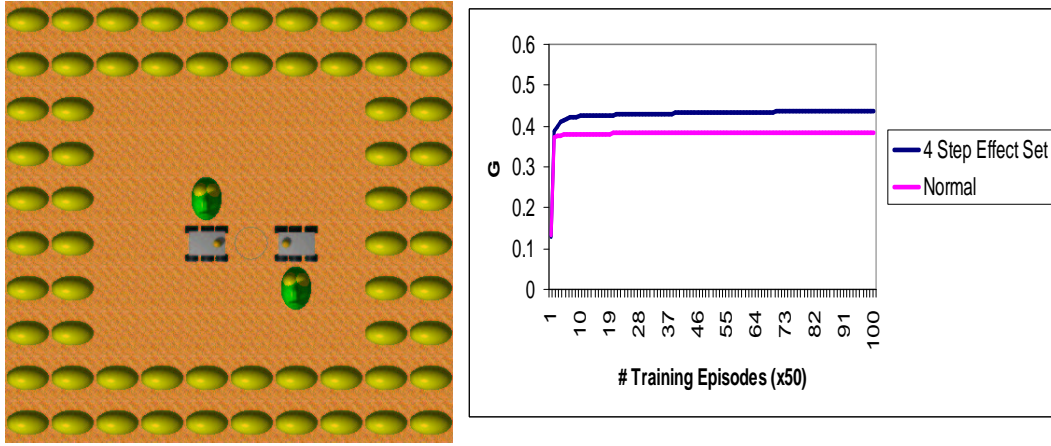 0.6
0.5
0.4
0.3
0.2
0.1
0
G
1 10 19 28 37 46 55 64 73 82 91 100
# Training Episodes (x50)
4 Step Effect Set
Normal